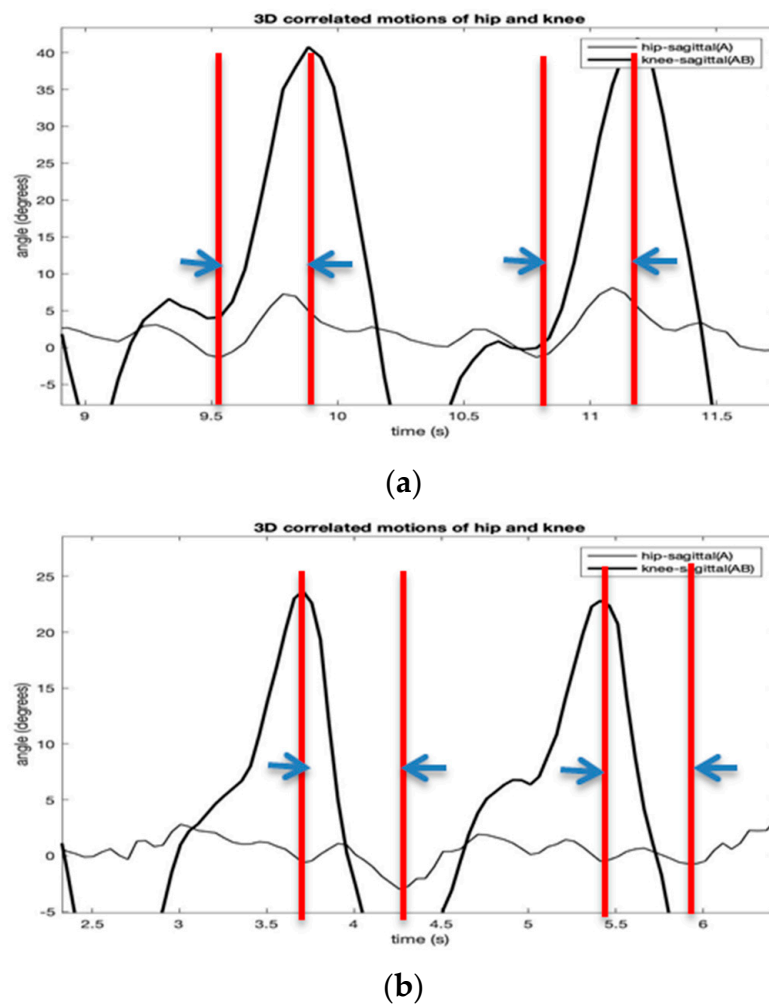 3D correlated motions of hip and knee
hip-sagittal(A)
knee-sagittal(AB)
angle (degrees)
40
35
30
25
20
15
10
5
0
-5
9
9.5
10
10.5
11
11.5
time (s)
(a)
3D correlated motions of hip and knee
hip-sagittal(A)
knee-sagittal(AB)
angle (degrees)
25
20
15
10
5
0
-5
2.5
3
3.5
4
4.5
5
5.5
6
time (s)
(b)